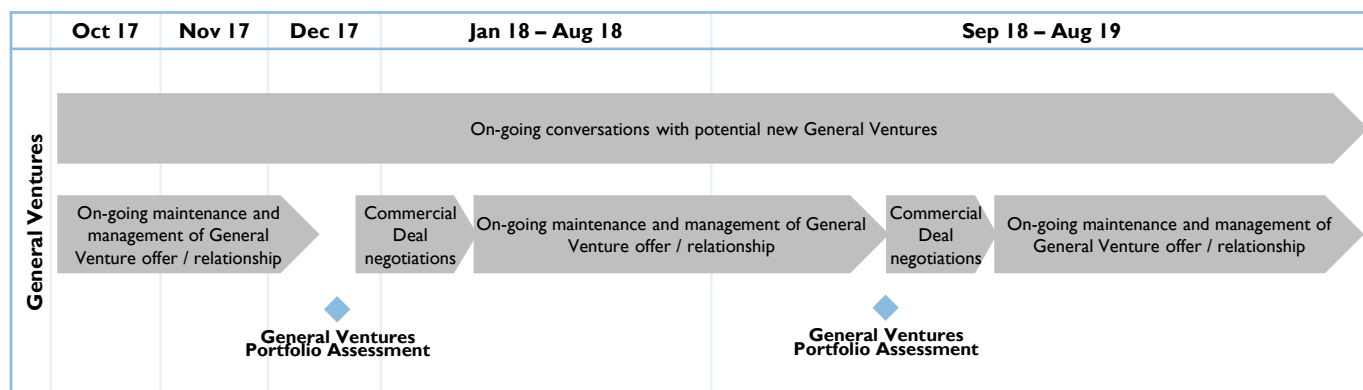 Oct 17
Nov 17
Dec 17
Jan 18 – Aug 18
Sep 18 – Aug 19
General Ventures
On-going conversations with potential new General Ventures
On-going maintenance and
management of General
Venture offer / relationship
Commercial
Deal
negotiations
On-going maintenance and management of General
Venture offer / relationship
Commercial
Deal
negotiations
On-going maintenance and management of
General Venture offer / relationship
General Ventures
Portfolio Assessment
General Ventures
Portfolio Assessment